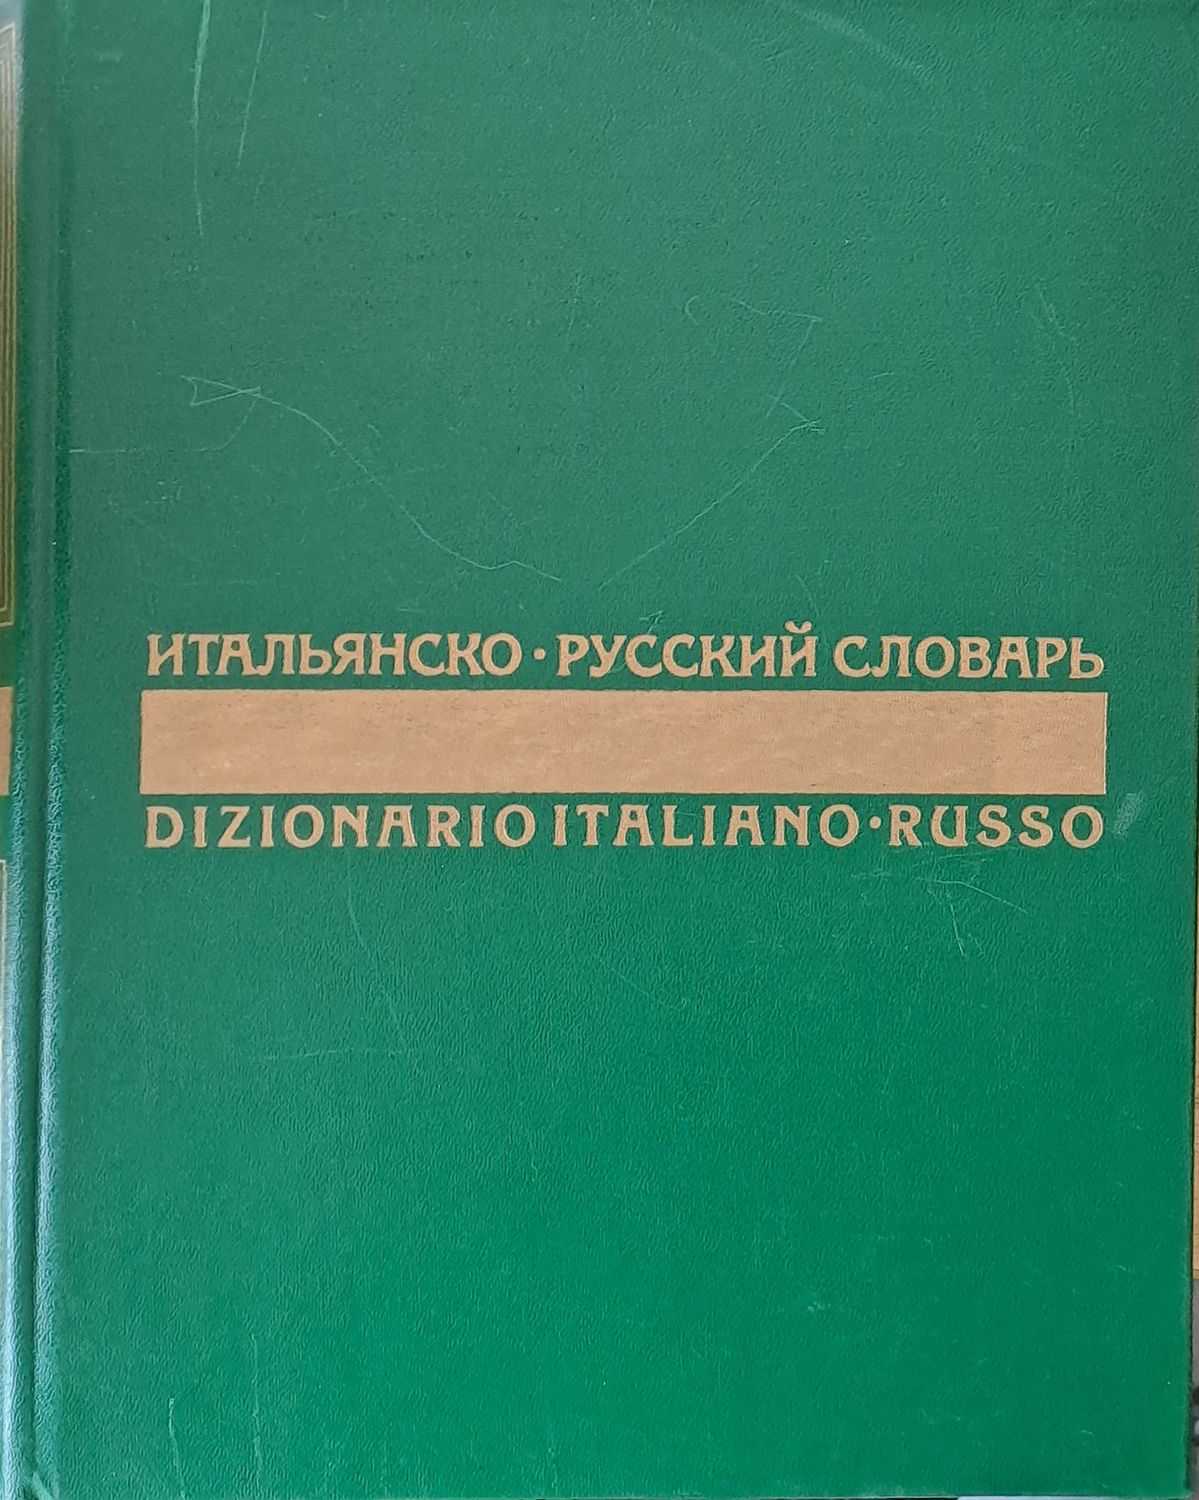 ИТАЛЬЯНСКО·РУССКИЙ СЛОВАРЬ
DIZIONARIO ITALIANO·RUSSO